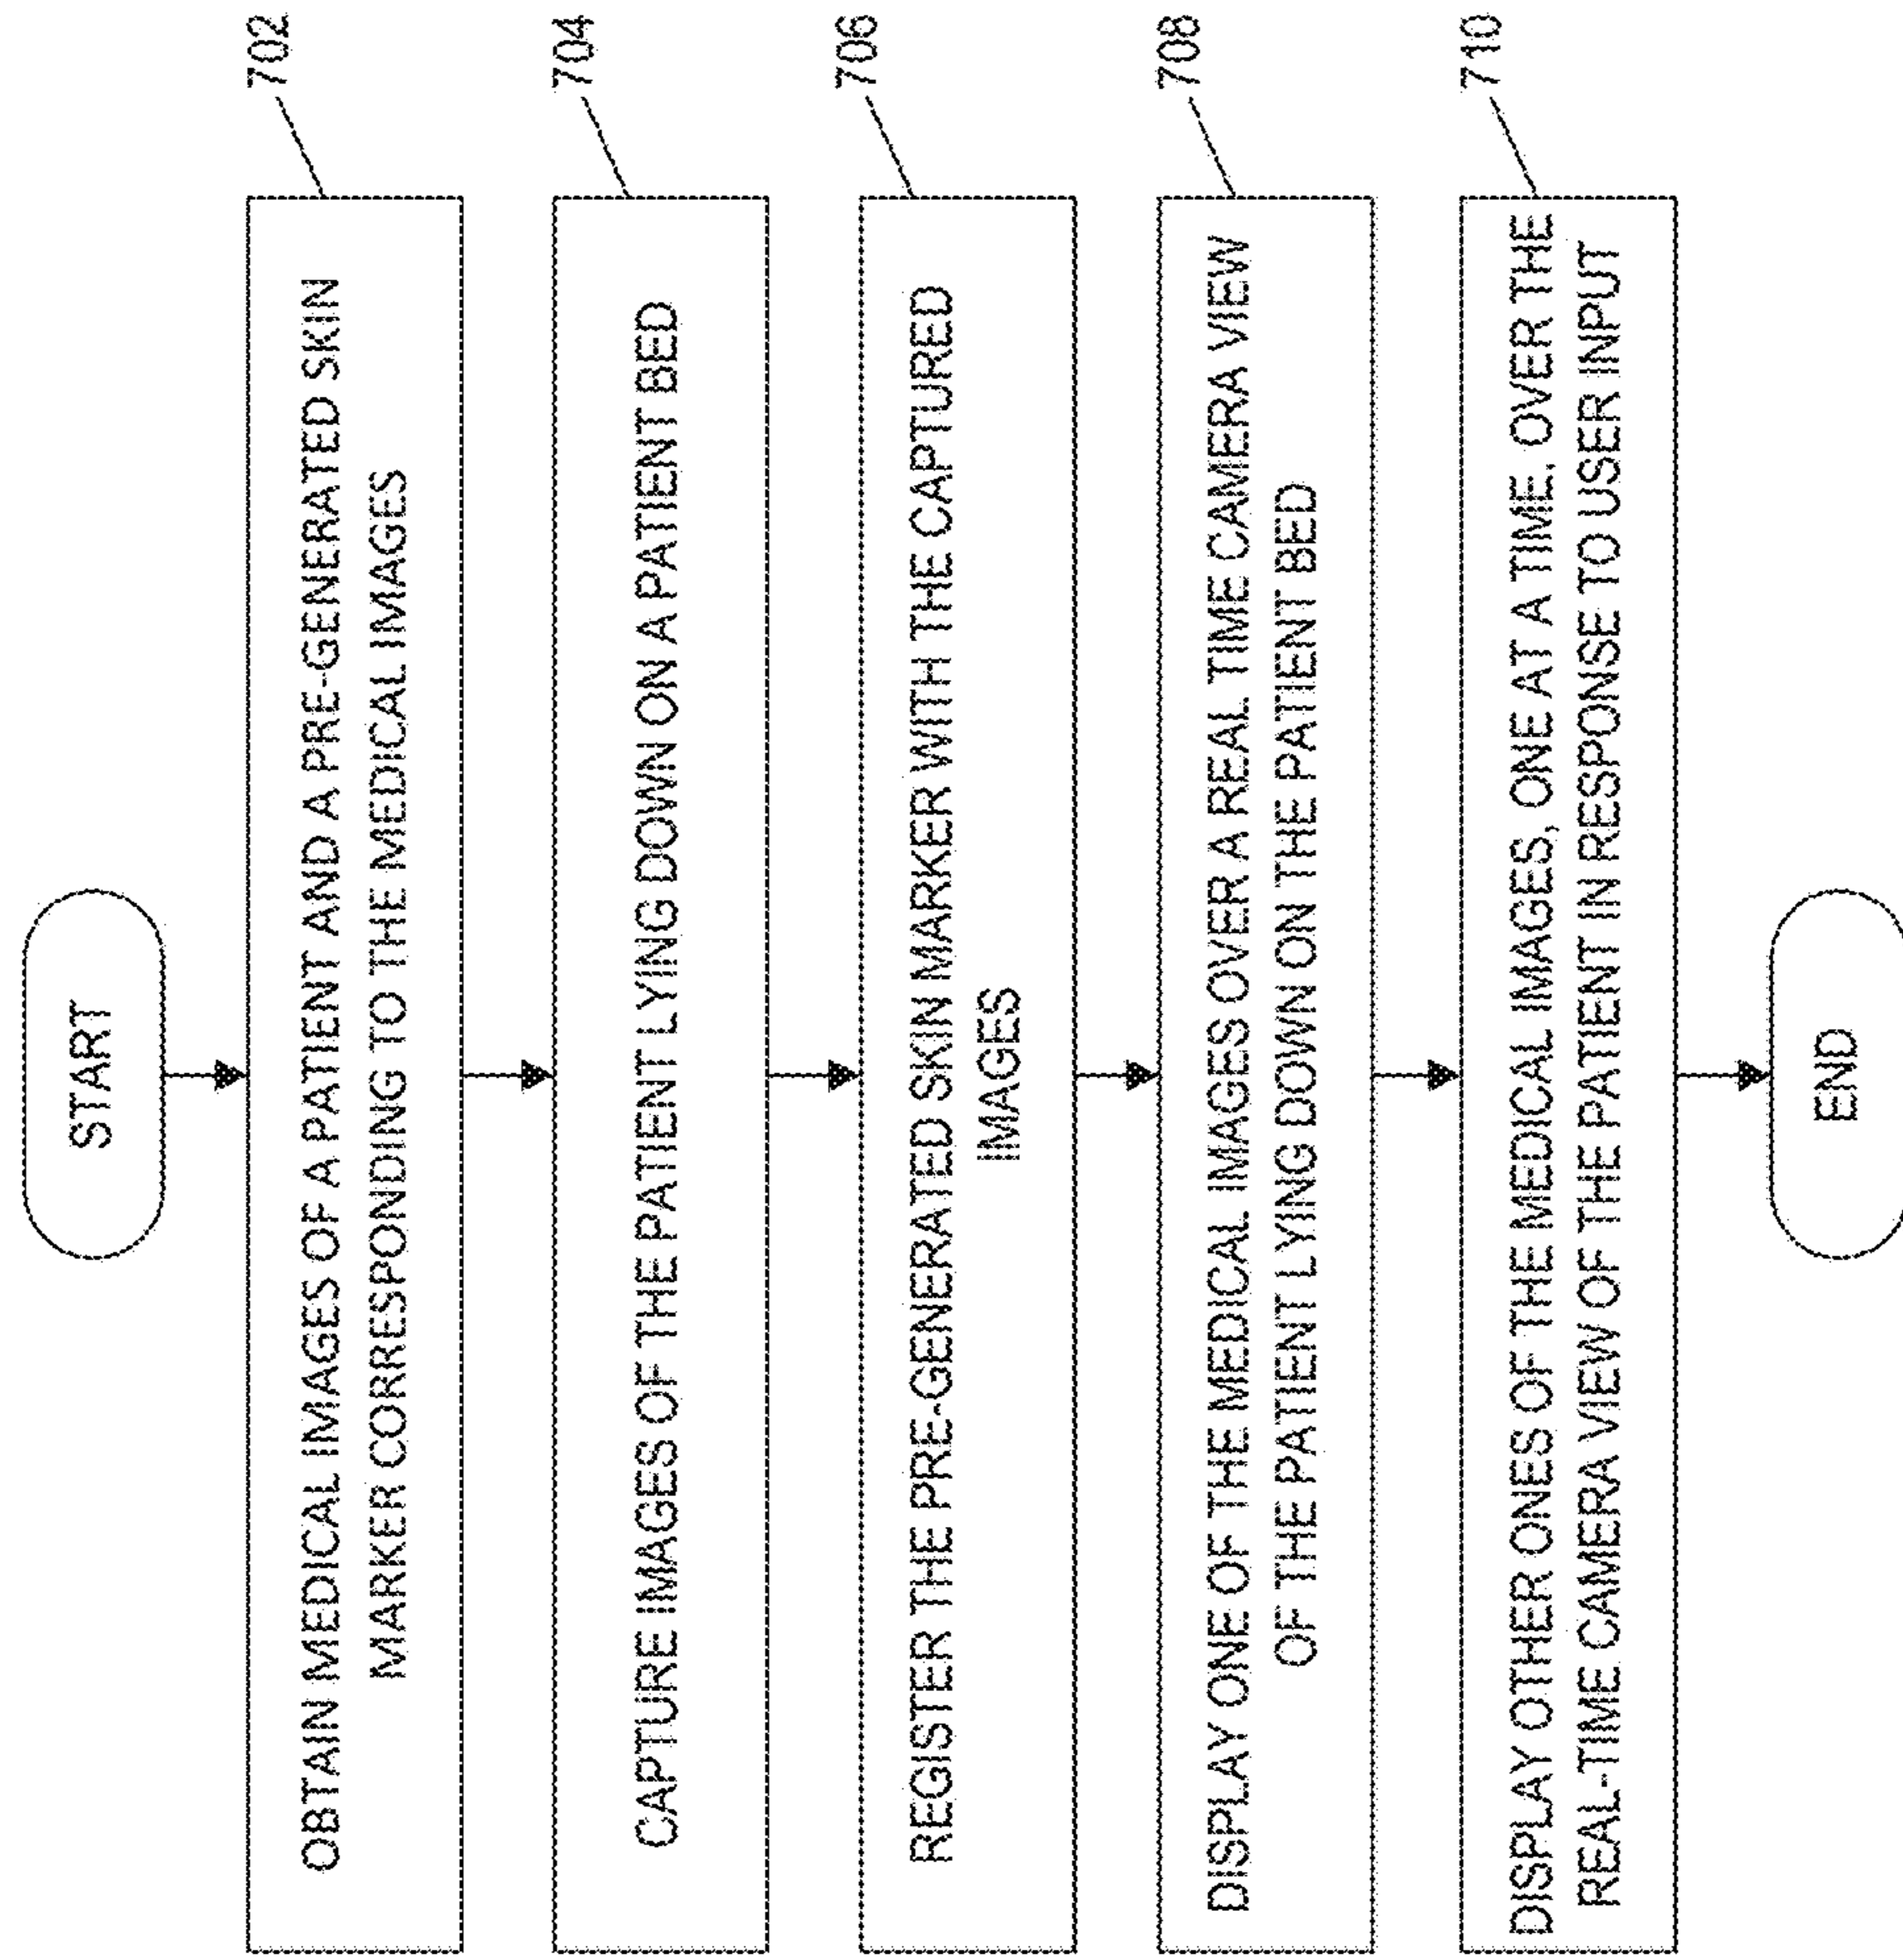 START
702
OBTAIN MEDICAL IMAGES OF A PATIENT AND A PRE-GENERATED SKIN
MARKER CORRESPONDING TO THE MEDICAL IMAGES
704
CAPTURE IMAGES OF THE PATIENT LYING DOWN ON A PATIENT BED
706
REGISTER THE PRE-GENERATED SKIN MARKER WITH THE CAPTURED
IMAGES
708
DISPLAY ONE OF THE MEDICAL IMAGES OVER A REAL TIME CAMERA VIEW
OF THE PATIENT LYING DOWN ON THE PATIENT BED
710
DISPLAY OTHER ONES OF THE MEDICAL IMAGES, ONE AT A TIME, OVER THE
REAL-TIME CAMERA VIEW OF THE PATIENT IN RESPONSE TO USER INPUT
END